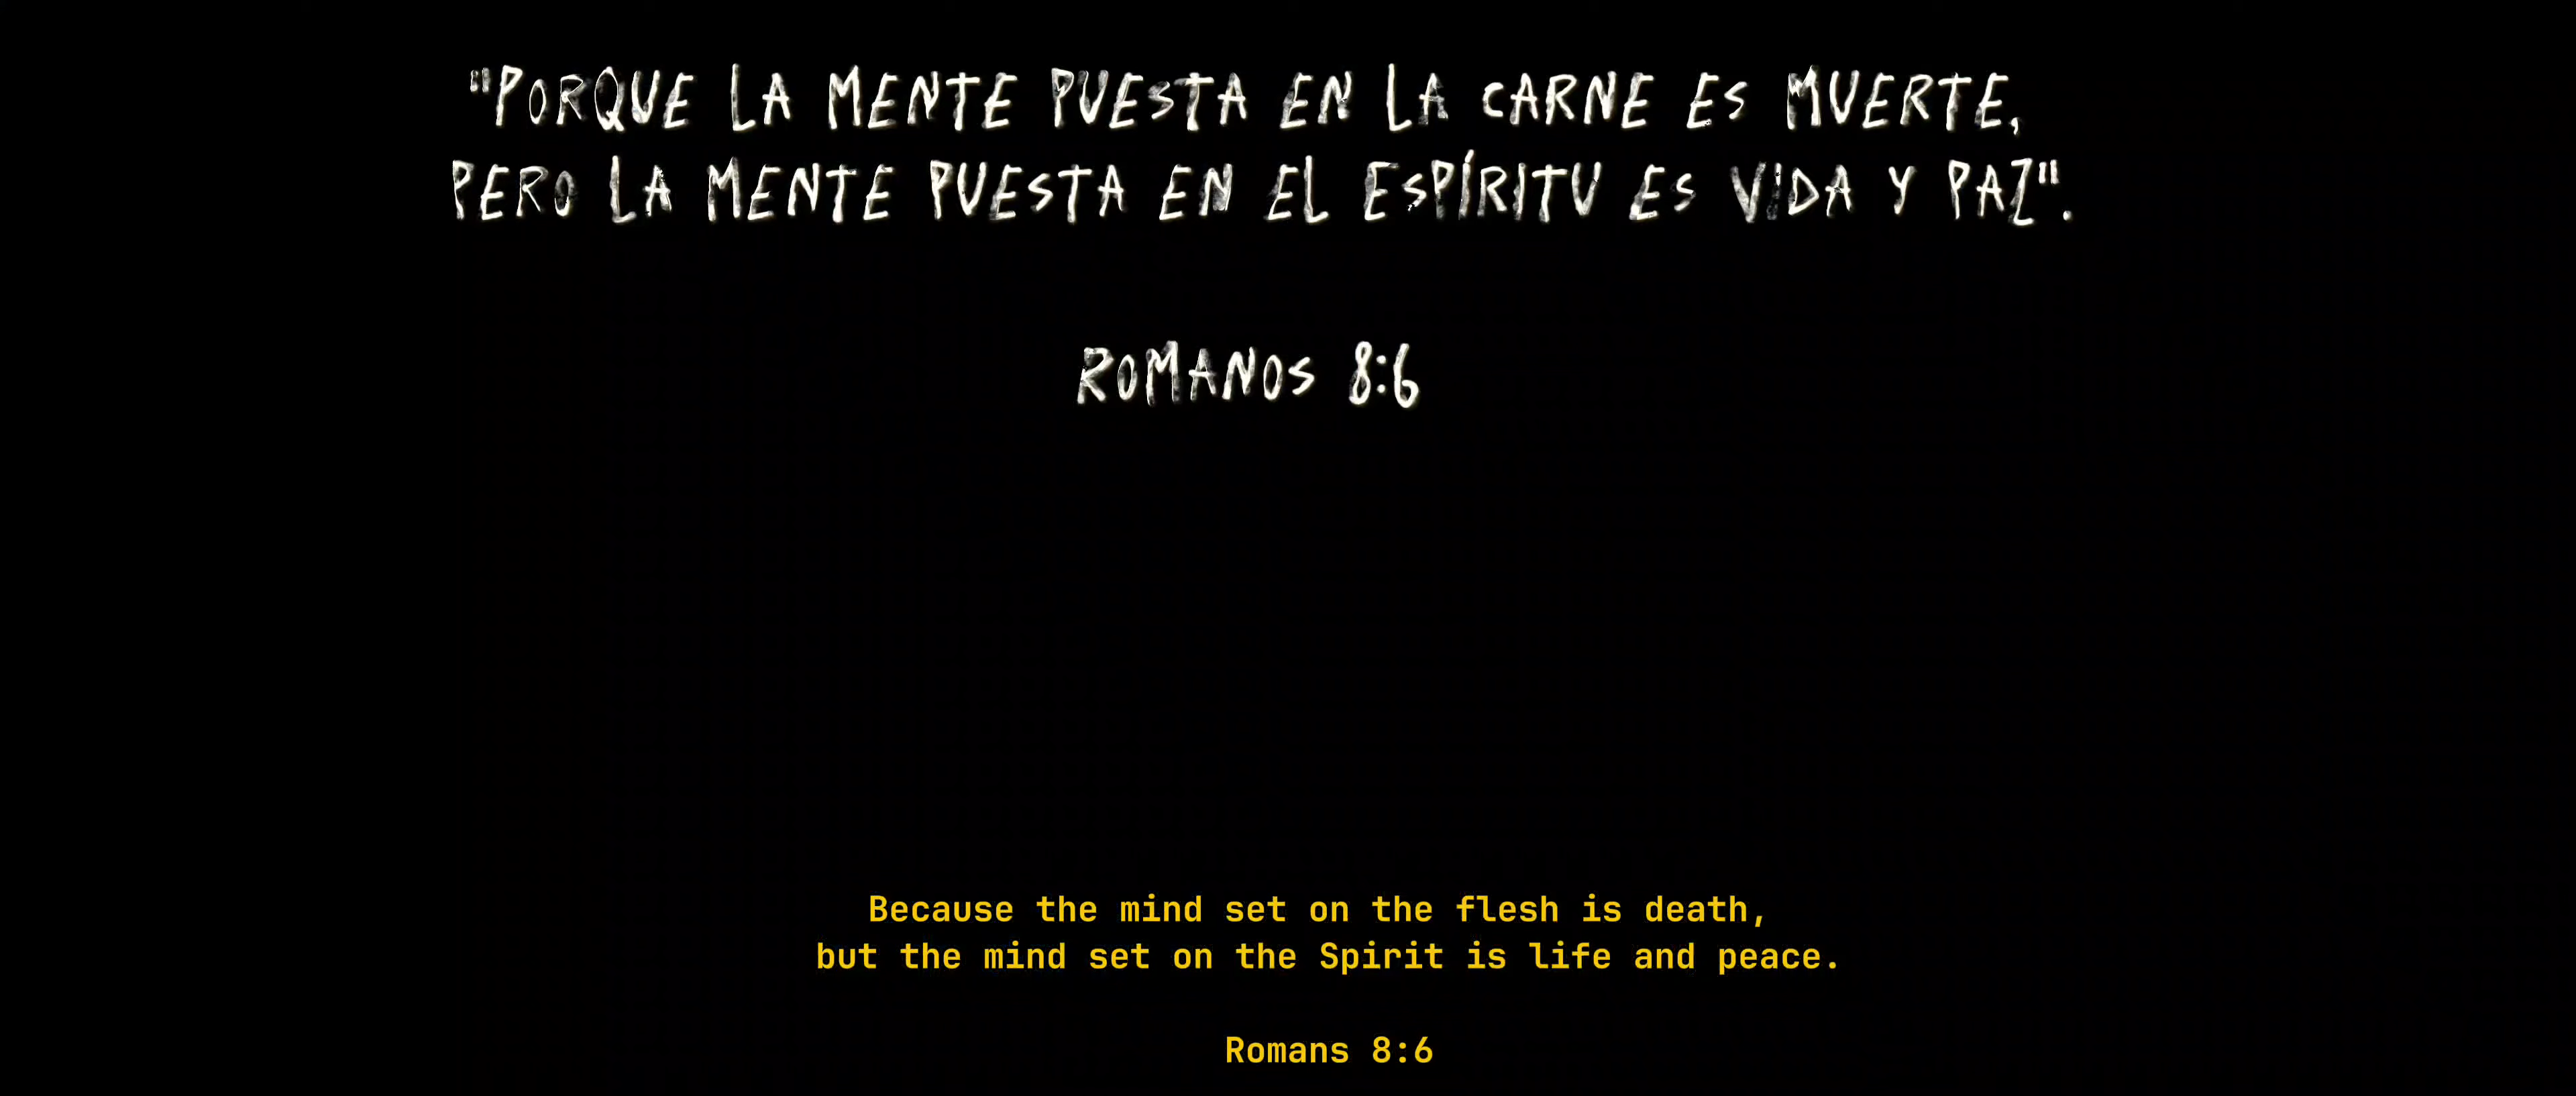 "PORQUE LA MENTE PUESTA EN LA CARNE ES MUERTE,
PERO LA MENTE PUESTA EN EL ESPÍRITU ES VIDA Y PAZ".
ROMANOS 8:6
Because the mind set on the flesh is death,
but the mind set on the Spirit is life and peace.
Romans 8:6